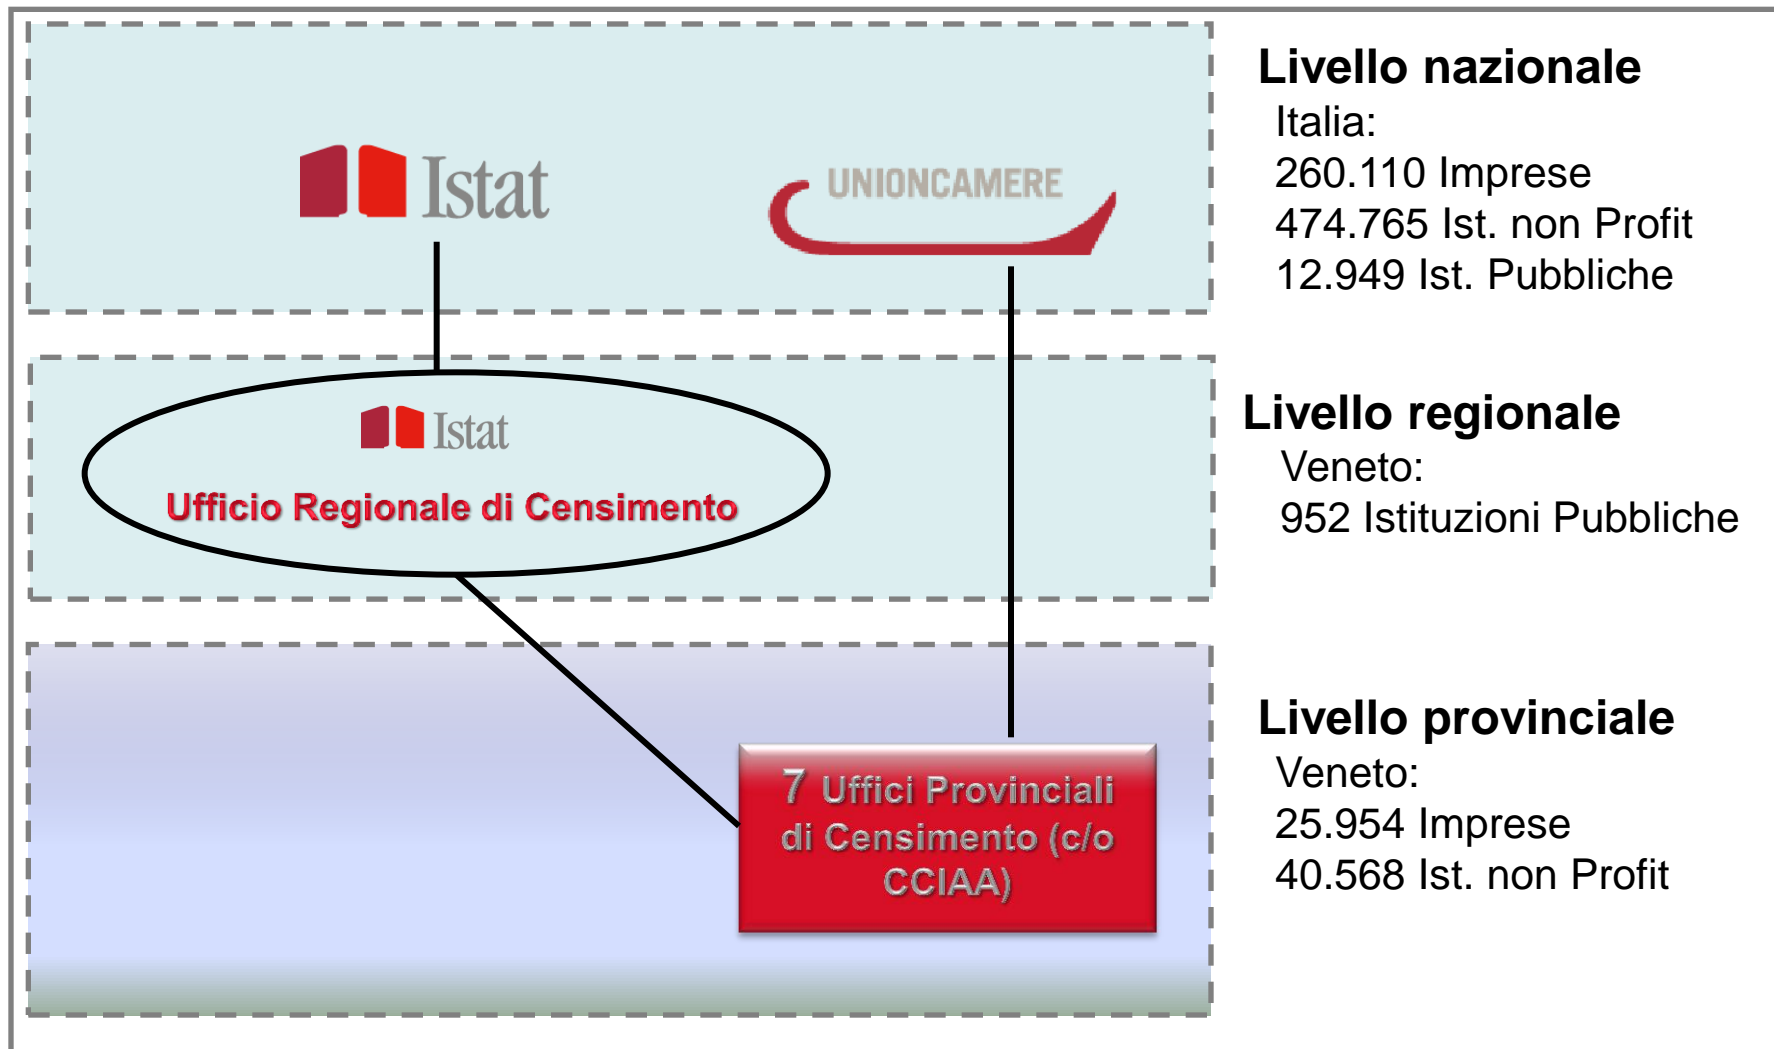 Livello nazionale
Italia:
260.110 Imprese
474.765 Ist. non Profit
12.949 Ist. Pubbliche
Istat
UNIONCAMERE
Livello regionale
Veneto:
952 Istituzioni Pubbliche
Istat
Ufficio Regionale di Censimento
Livello provinciale
Veneto:
25.954 Imprese
40.568 Ist. non Profit
7 Uffici Provinciali
di Censimento (c/o
CCIAA)